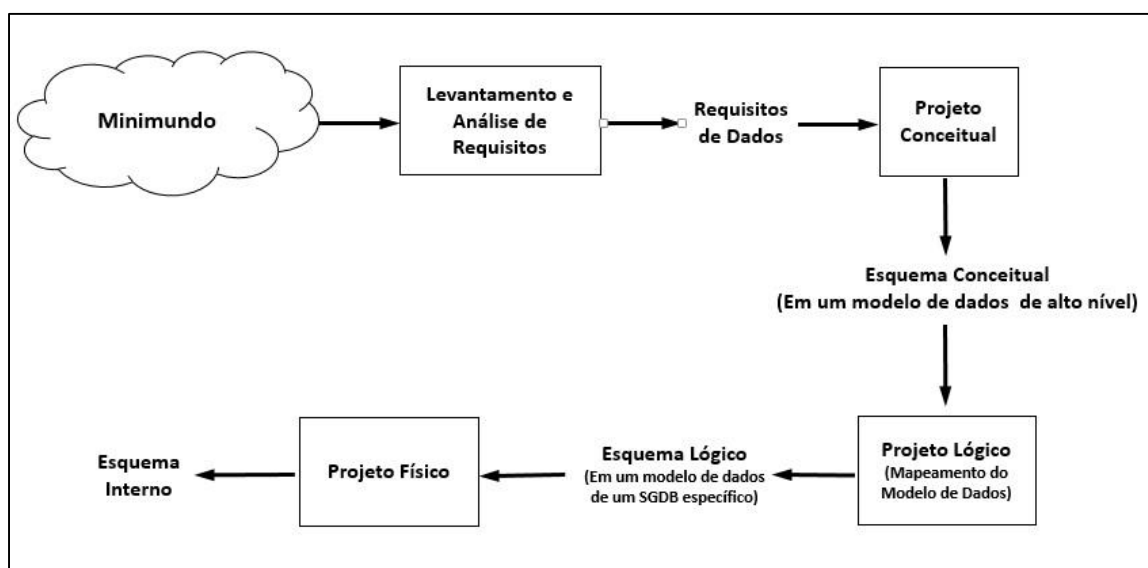 Minimundo
Levantamento e
Análise de
Requisitos
Requisitos
de Dados
Projeto
Conceitual
Esquema Conceitual
(Em um modelo de dados de alto nível)
Projeto Lógico
(Mapeamento do
Modelo de Dados)
Esquema Lógico
(Em um modelo de dados
de um SGDB específico)
Projeto Físico
Esquema
Interno